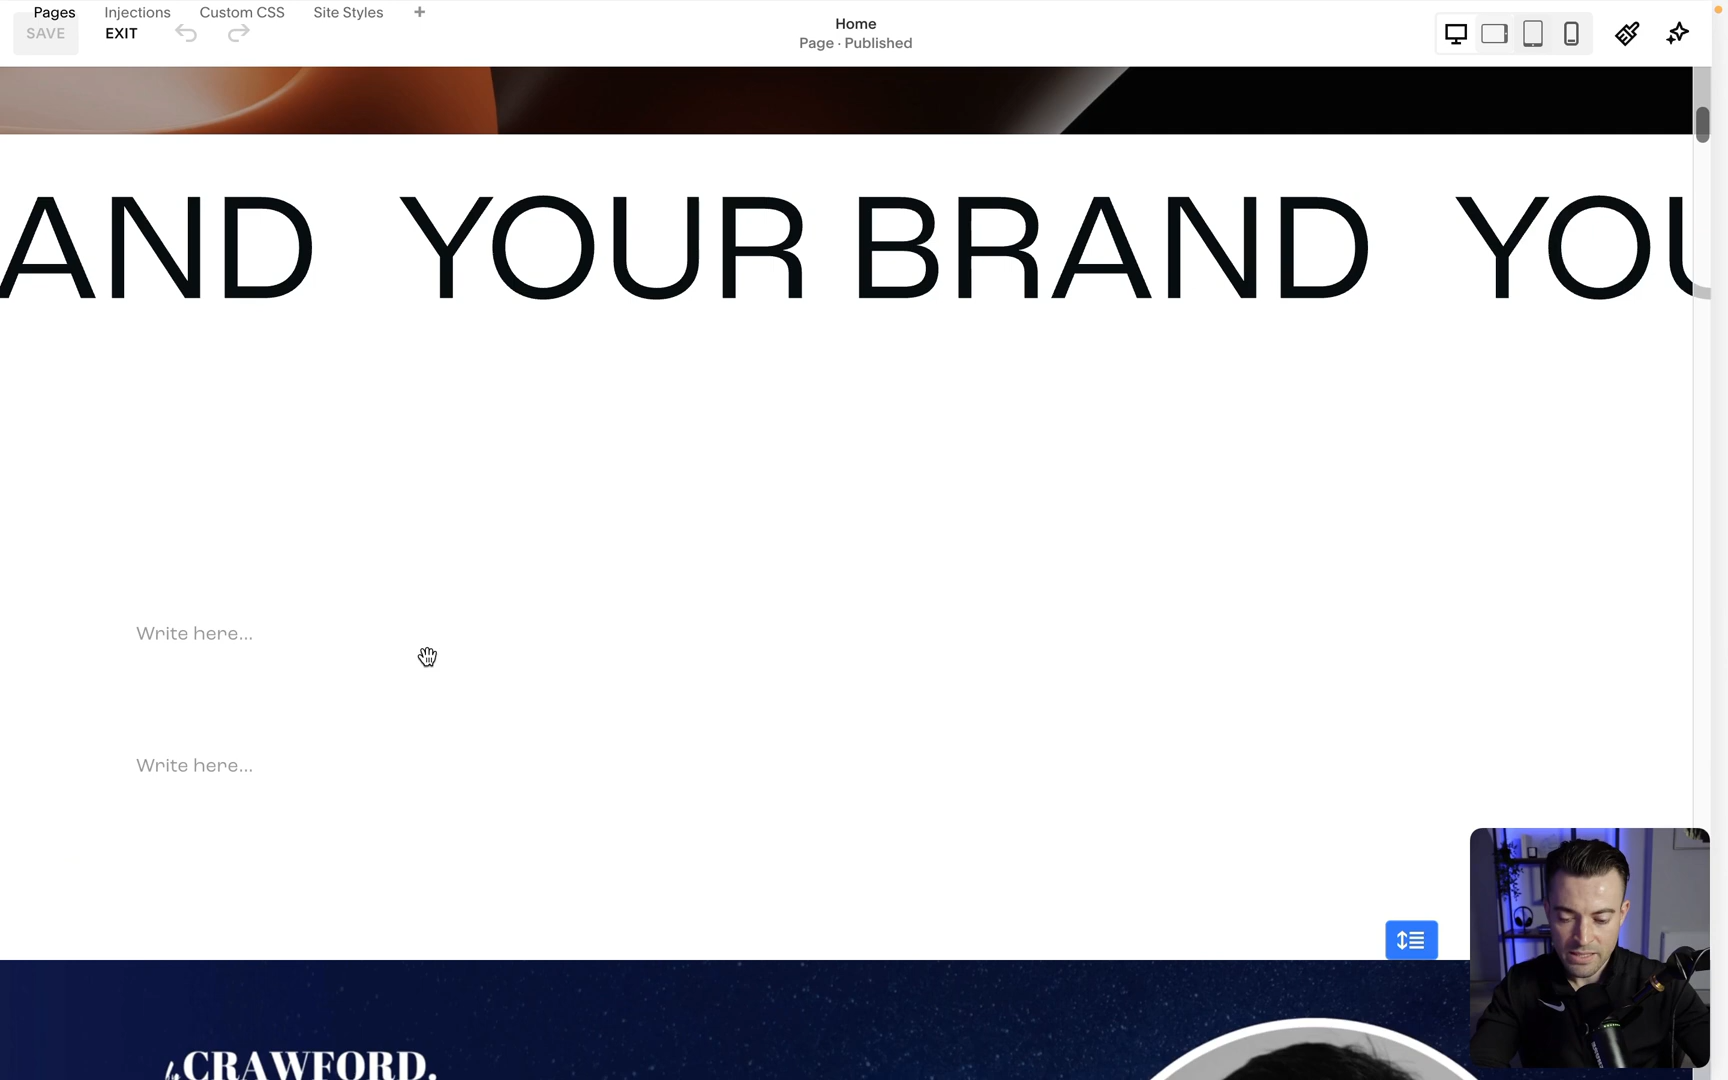 Pages Injections Custom CSS Site Styles +
SAVE EXIT
Home
Page · Published
AND YOUR BRAND YOU
Write here...
Write here...
by CRAWFORD.